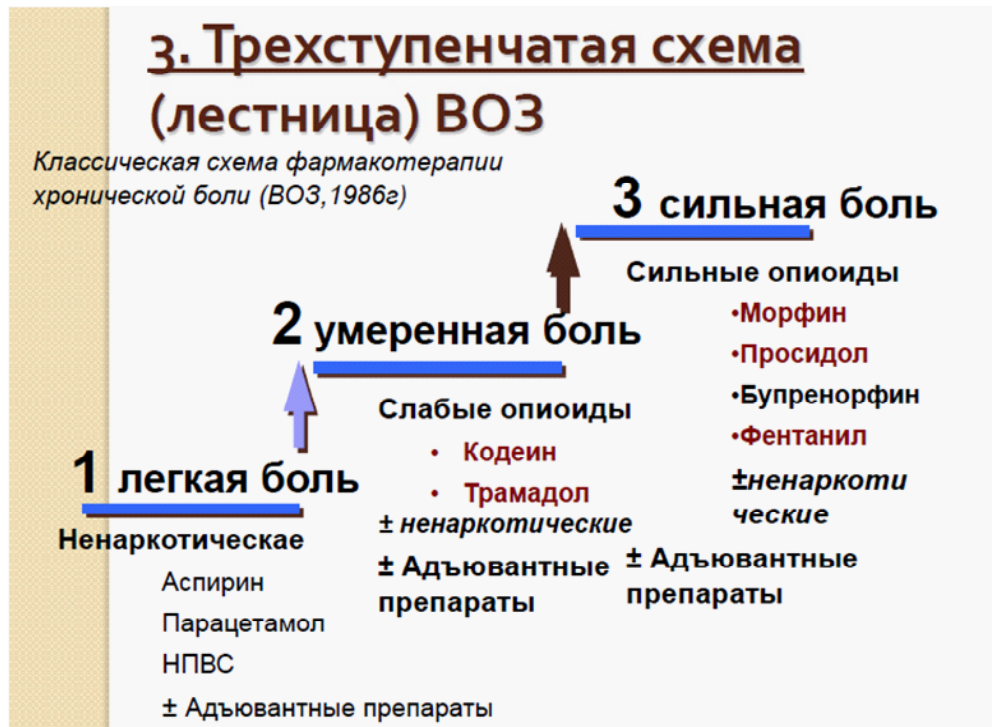 3. Трехступенчатая схема
(лестница) ВОЗ
Классическая схема фармакотерапии
хронической боли (ВОЗ,1986г)
1 легкая боль
Ненаркотическае
Аспирин
Парацетамол
НПВС
± Адъювантные препараты
2 умеренная боль
Слабые опиоиды
• Кодеин
• Трамадол
± ненаркотические
± Адъювантные
препараты
3 сильная боль
Сильные опиоиды
•Морфин
•Просидол
•Бупренорфин
•Фентанил
±ненаркоти
ческие
± Адъювантные
препараты